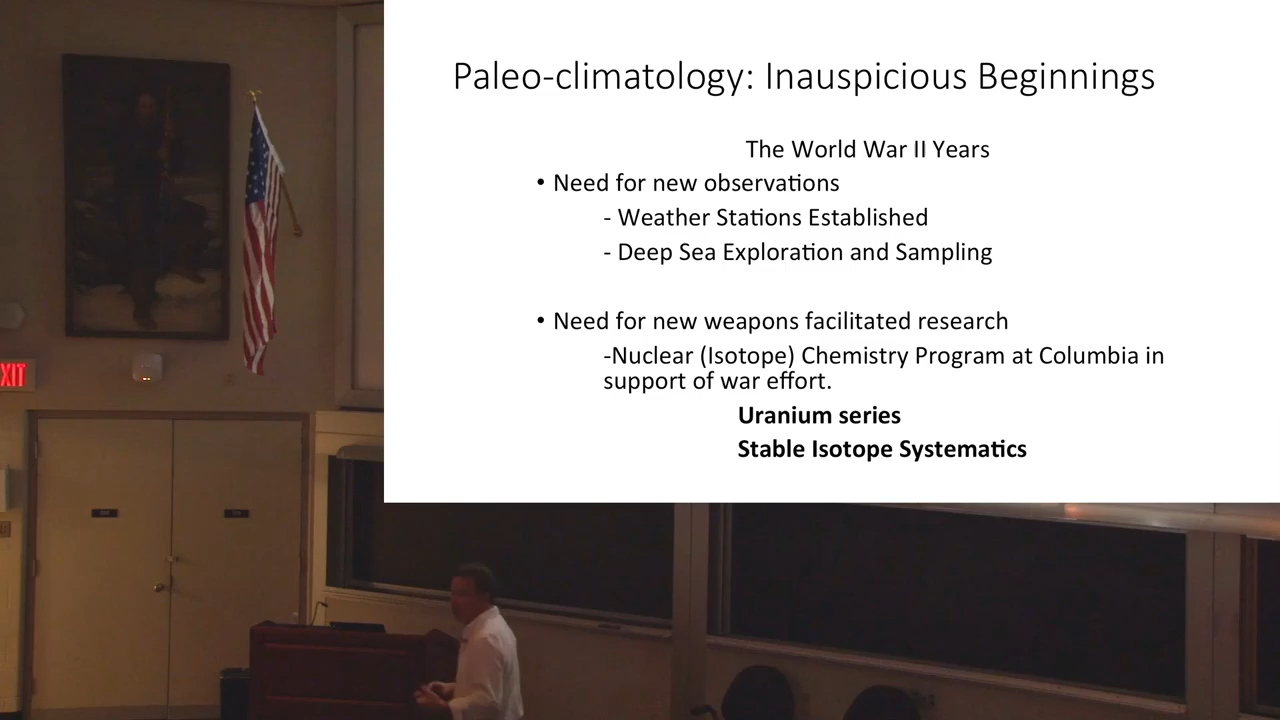 Paleo-climatology: Inauspicious Beginnings
The World War II Years
• Need for new observations
- Weather Stations Established
- Deep Sea Exploration and Sampling
• Need for new weapons facilitated research
-Nuclear (Isotope) Chemistry Program at Columbia in
support of war effort.
Uranium series
Stable Isotope Systematics
XIT